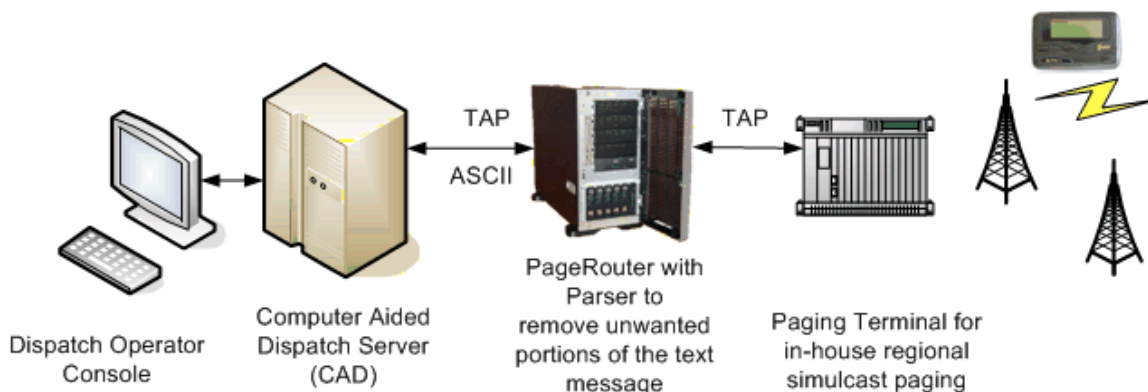 TAP
ASCII
TAP
Dispatch Operator
Console
Computer Aided
Dispatch Server
(CAD)
PageRouter with
Parser to
remove unwanted
portions of the text
message
Paging Terminal for
in-house regional
simulcast paging